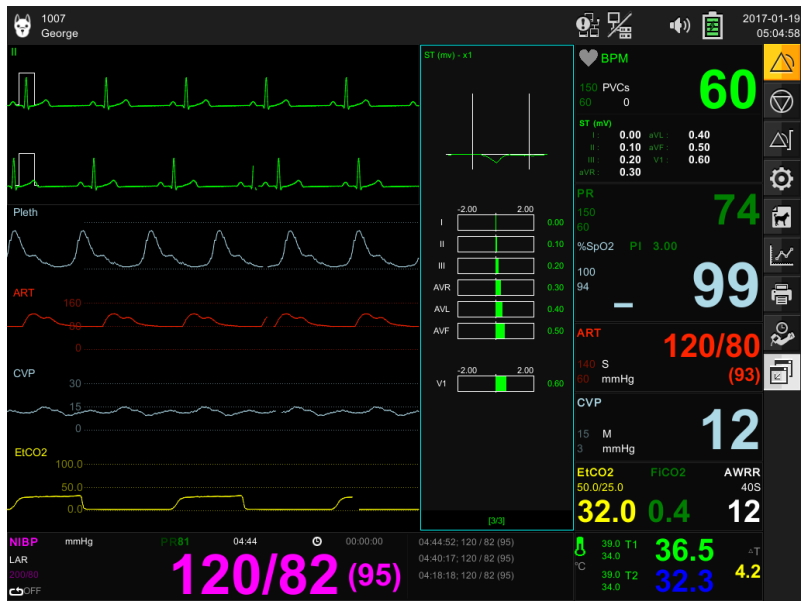 1007
George
2017-01-19
05:04:58
II
Pleth
ART
160
80
0
CVP
30
15
0
EtCO2
100.0
50.0
0.0
ST (mv) - x1
-2.00 2.00
I 0.00
II 0.10
III 0.20
AVR 0.30
AVL 0.40
AVF 0.50
-2.00 2.00
V1 0.60
[3/3]
BPM
150 PVCs
60 0
60
ST (mV)
I : 0.00 aVL : 0.40
II : 0.10 aVF : 0.50
III : 0.20 V1 : 0.60
aVR : 0.30
PR
150
60
74
%SpO2 PI 3.00
100
94
99
ART
140 S
60 mmHg
120/80
(93)
CVP
15 M
3 mmHg
12
EtCO2 FiCO2 AWRR
50.0/25.0 40S
32.0 0.4 12
39.0 T1
34.0
36.5
°C
39.0 T2
34.0
32.3
△T
4.2
NIBP mmHg PR81 04:44 00:00:00
LAR
200/60
OFF
120/82 (95)
04:44:52; 120 / 82 (95)
04:40:17; 120 / 82 (95)
04:18:18; 120 / 82 (95)